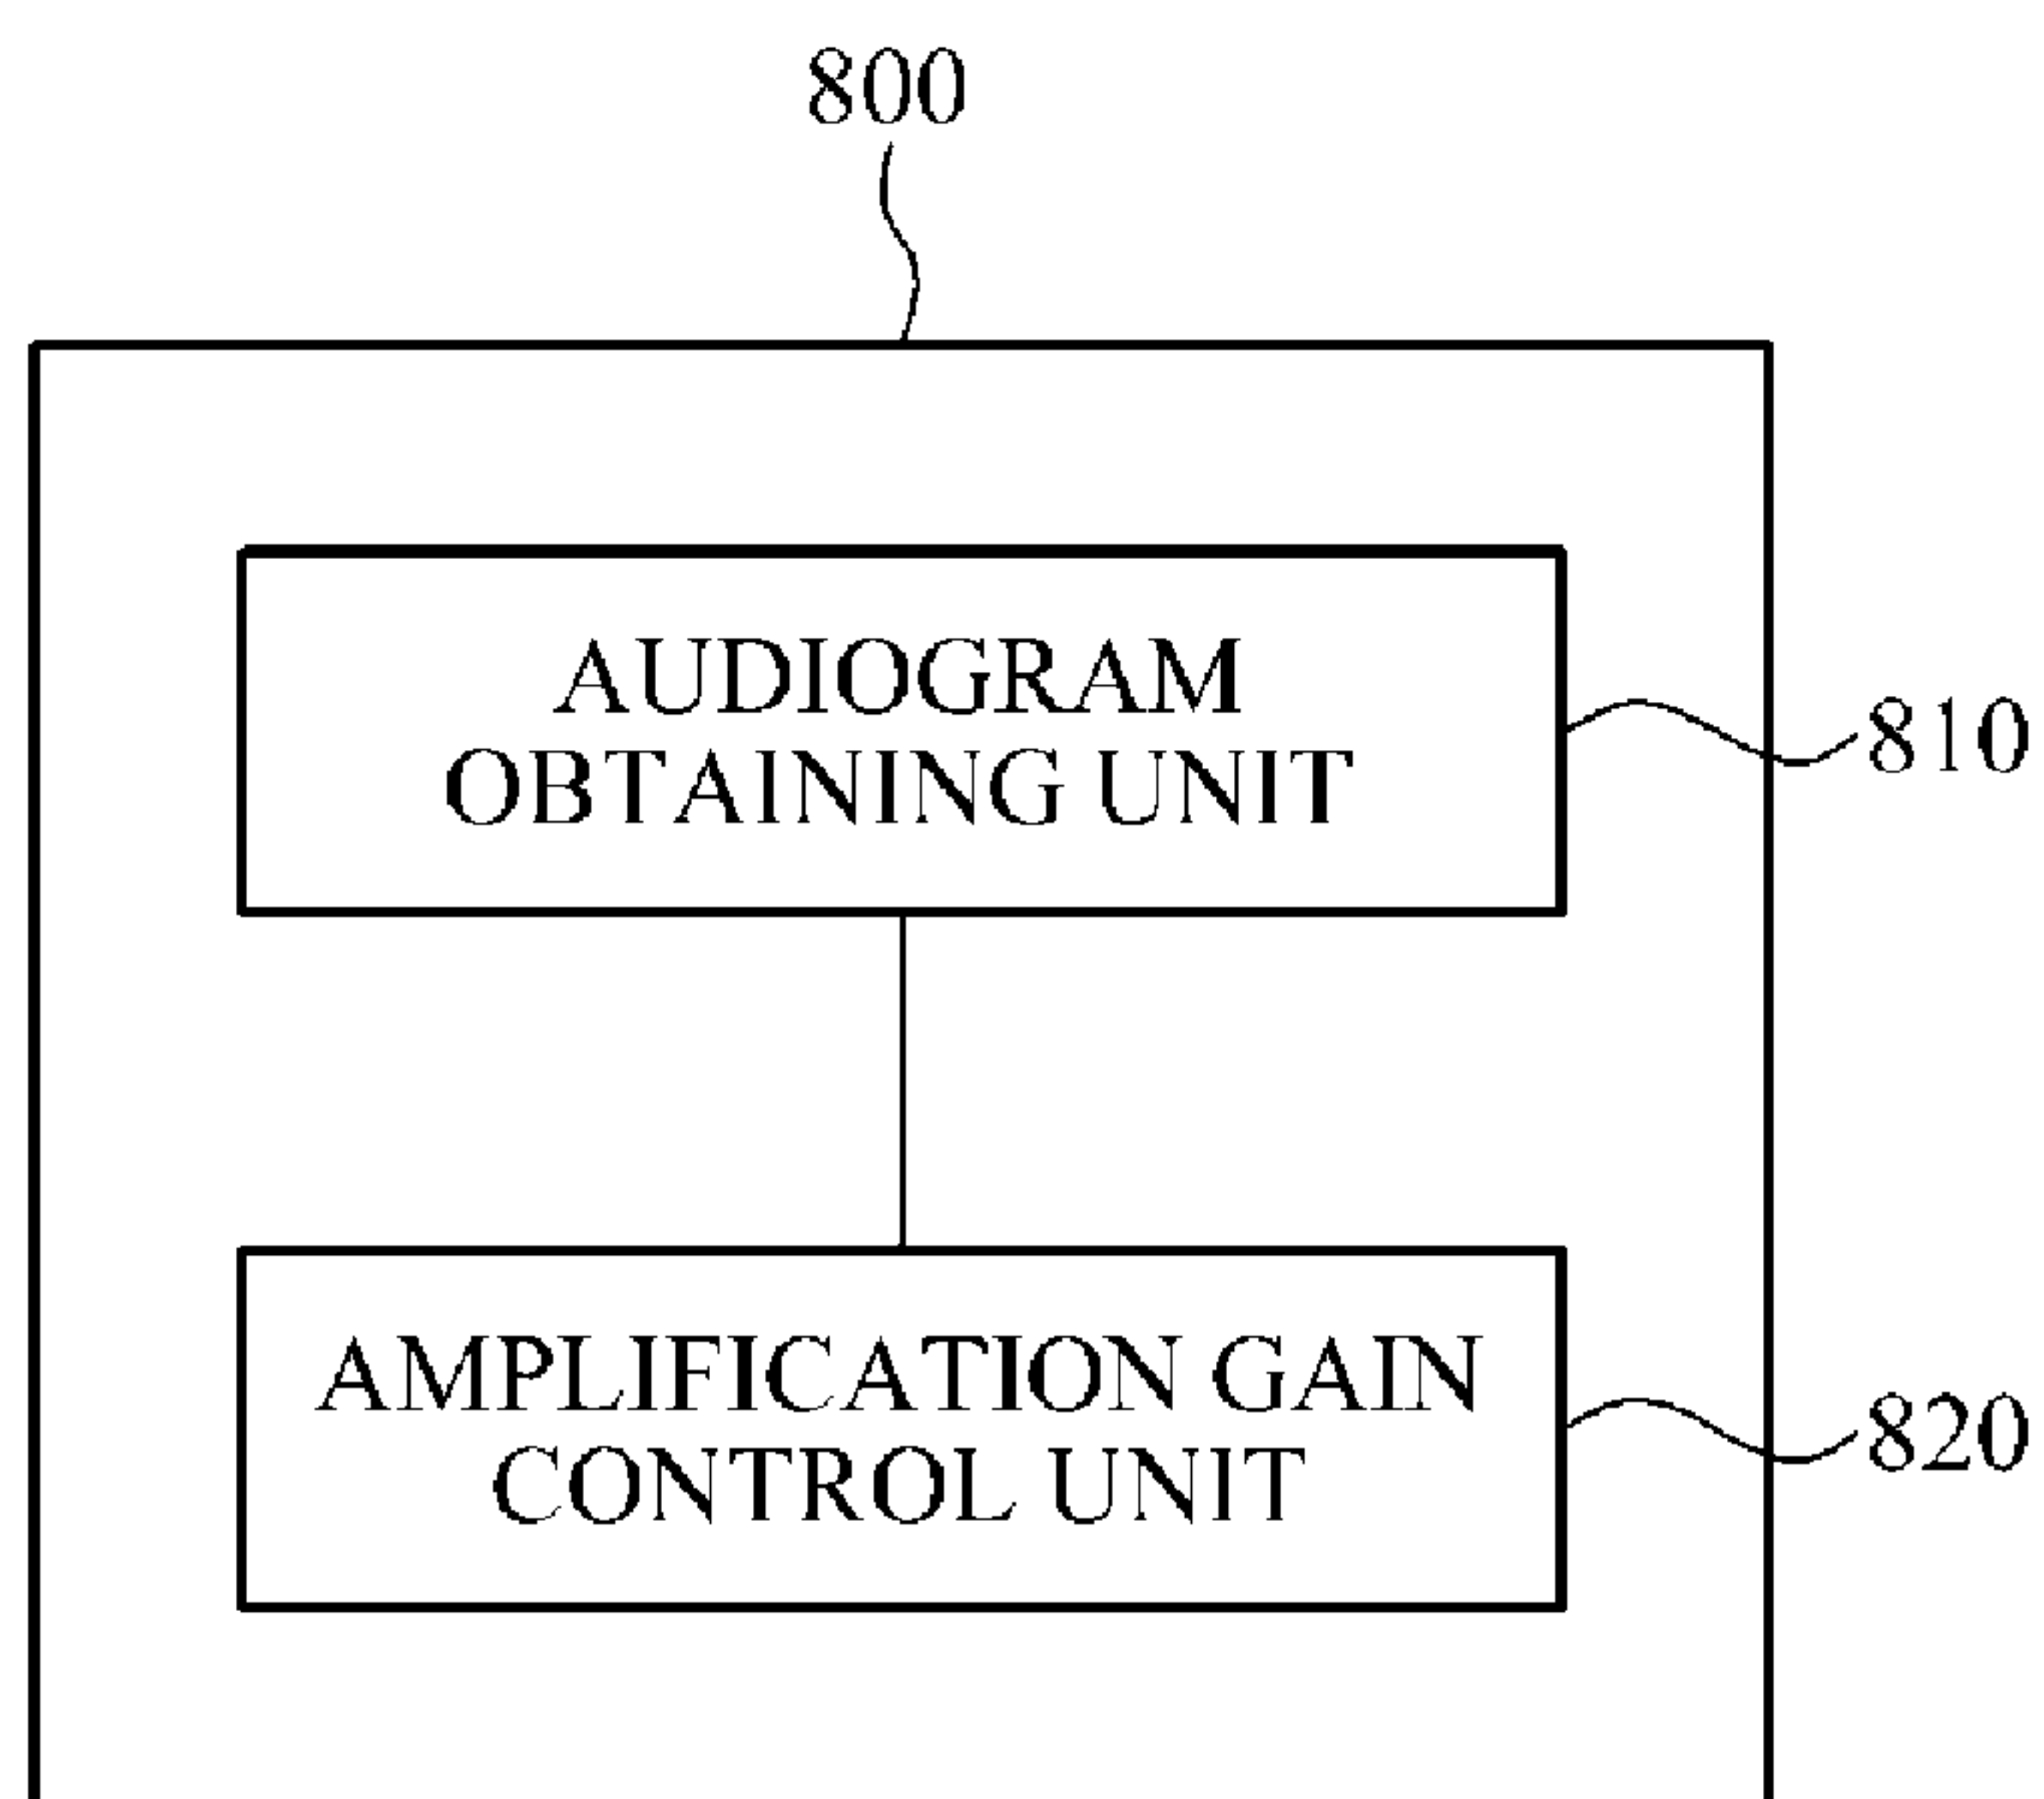 800
AUDIOGRAM
OBTAINING UNIT
810
AMPLIFICATION GAIN
CONTROL UNIT
820